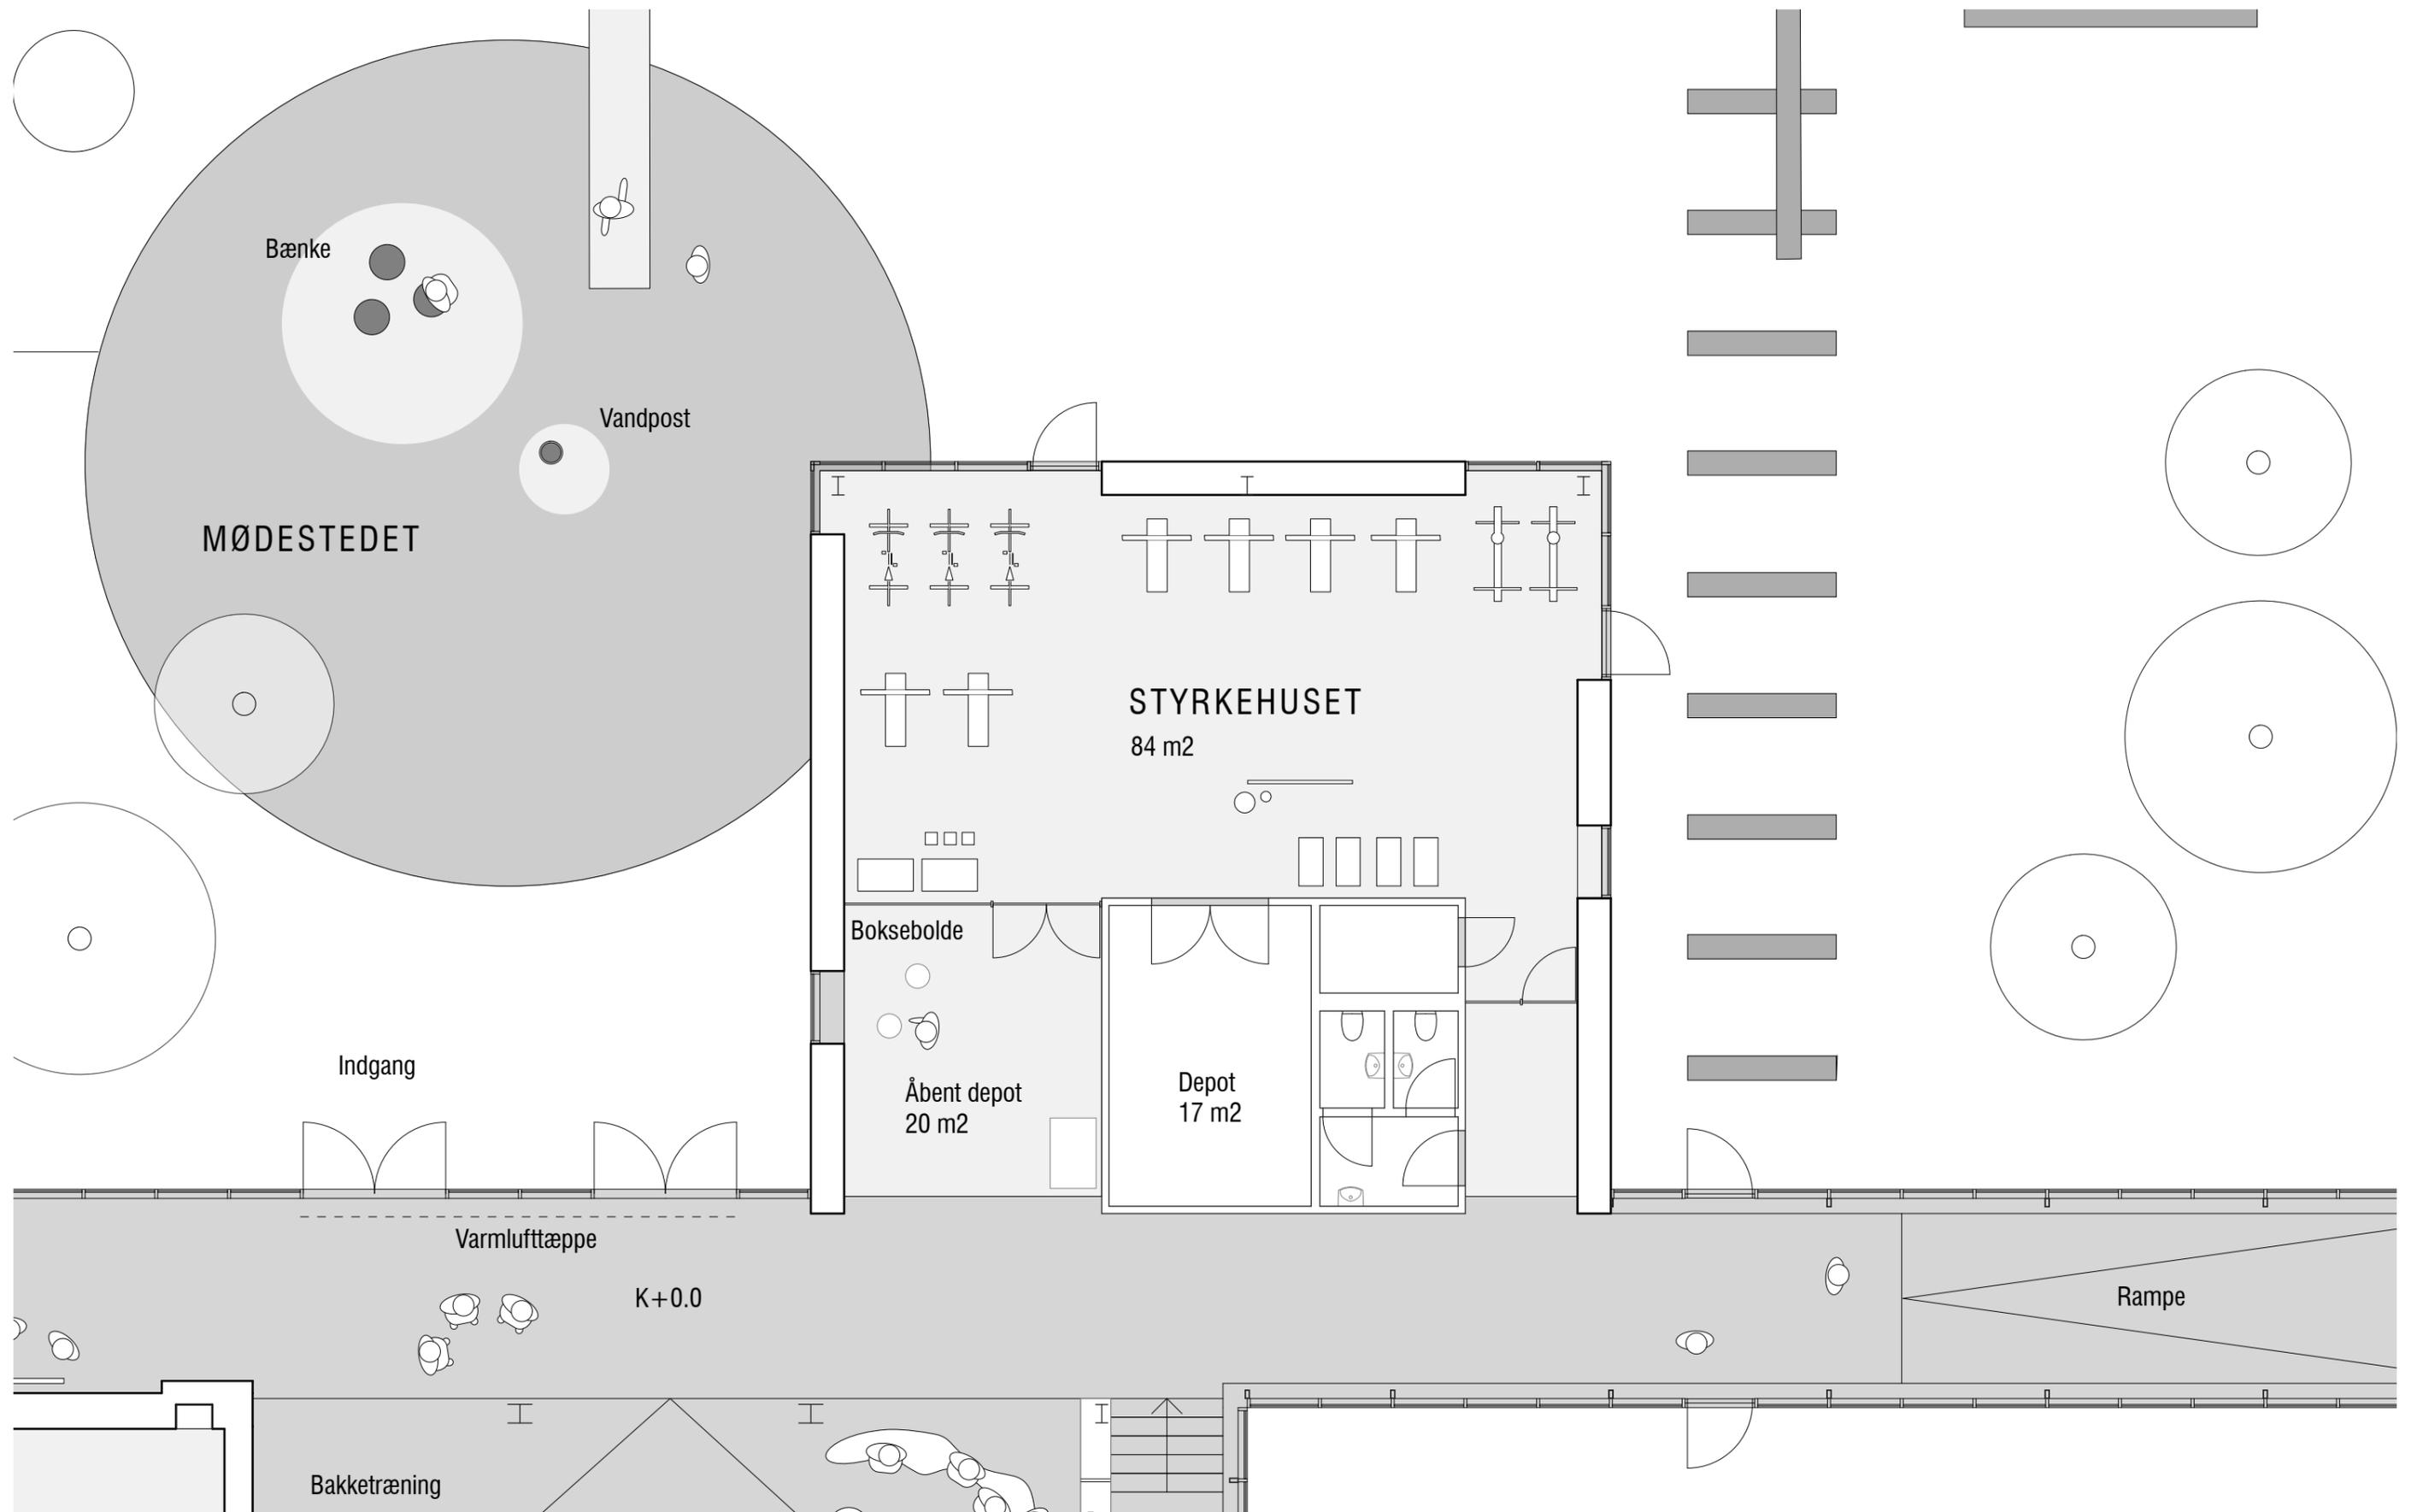 Bænke
Vandpost
MØDESTEDET
STYRKEHUSET
84 m2
Boksebolde
Indgang
Åbent depot
20 m2
Depot
17 m2
Varmlufttæppe
K+0.0
Rampe
Bakketræning